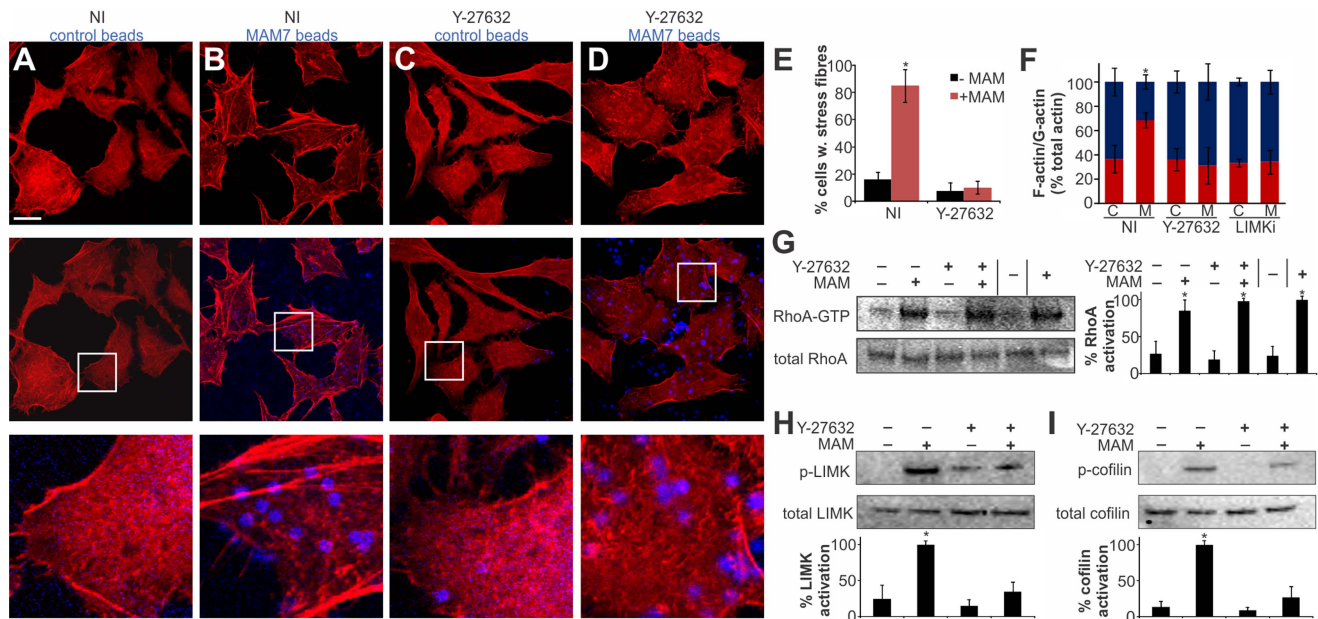 NI
control beads
A
NI
MAM7 beads
B
Y-27632
control beads
C
Y-27632
MAM7 beads
D
E
% cells w. stress fibres
100
80
60
40
20
0
*
- MAM
+MAM
NI Y-27632
F
F-actin/G-actin
(% total actin)
100
80
60
40
20
0
*
C M C M C M
NI Y-27632 LIMKi
G
Y-27632 – – + +
MAM – + – + – +
RhoA-GTP
total RhoA
Y-27632 – – + +
MAM – + – + – +
% RhoA
activation
100
50
0
* * *
H
Y-27632 – – + +
MAM – + – +
p-LIMK
total LIMK
% LIMK
activation
100
50
0
*
I
Y-27632 – – + +
MAM – + – +
p-cofilin
total cofilin
% cofilin
activation
100
50
0
*